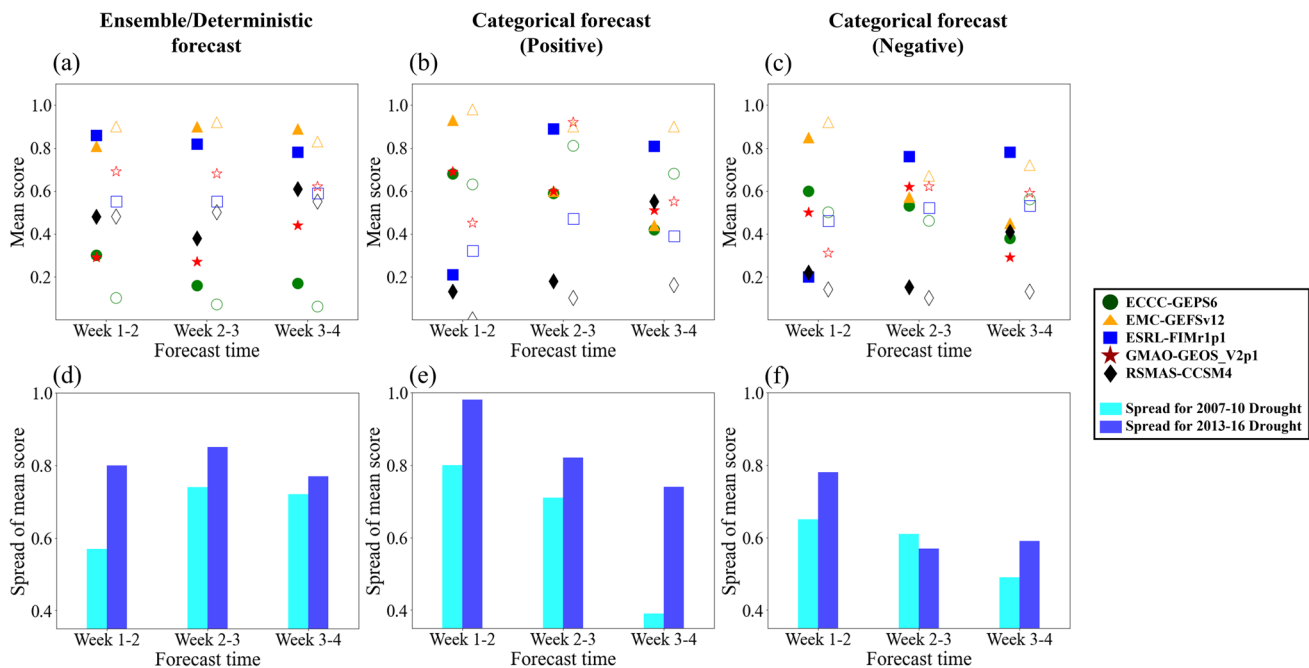 Ensemble/Deterministic
forecast
Categorical forecast
(Positive)
Categorical forecast
(Negative)
(a)
(b)
(c)
Mean score
1.0
0.8
0.6
0.4
0.2
Week 1-2
Week 2-3
Week 3-4
Forecast time
Mean score
1.0
0.8
0.6
0.4
0.2
Week 1-2
Week 2-3
Week 3-4
Forecast time
Mean score
1.0
0.8
0.6
0.4
0.2
Week 1-2
Week 2-3
Week 3-4
Forecast time
ECCC-GEPS6
EMC-GEFSv12
ESRL-FIMr1p1
GMAO-GEOS_V2p1
RSMAS-CCSM4
Spread for 2007-10 Drought
Spread for 2013-16 Drought
(d)
(e)
(f)
Spread of mean score
1.0
0.8
0.6
0.4
Week 1-2
Week 2-3
Week 3-4
Forecast time
Spread of mean score
1.0
0.8
0.6
0.4
Week 1-2
Week 2-3
Week 3-4
Forecast time
Spread of mean score
1.0
0.8
0.6
0.4
Week 1-2
Week 2-3
Week 3-4
Forecast time